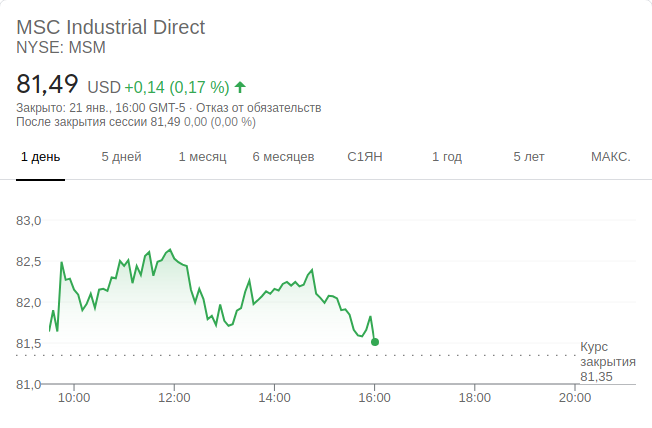 MSC Industrial Direct
NYSE: MSM
81,49 USD +0,14 (0,17 %)
Закрыто: 21 янв., 16:00 GMT-5 · Отказ от обязательств
После закрытия сессии 81,49 0,00 (0,00 %)
1 день 5 дней 1 месяц 6 месяцев С1ЯН 1 год 5 лет МАКС.
83,0
82,5
82,0
81,5
81,0
Курс
закрытия
81,35
10:00 12:00 14:00 16:00 18:00 20:00